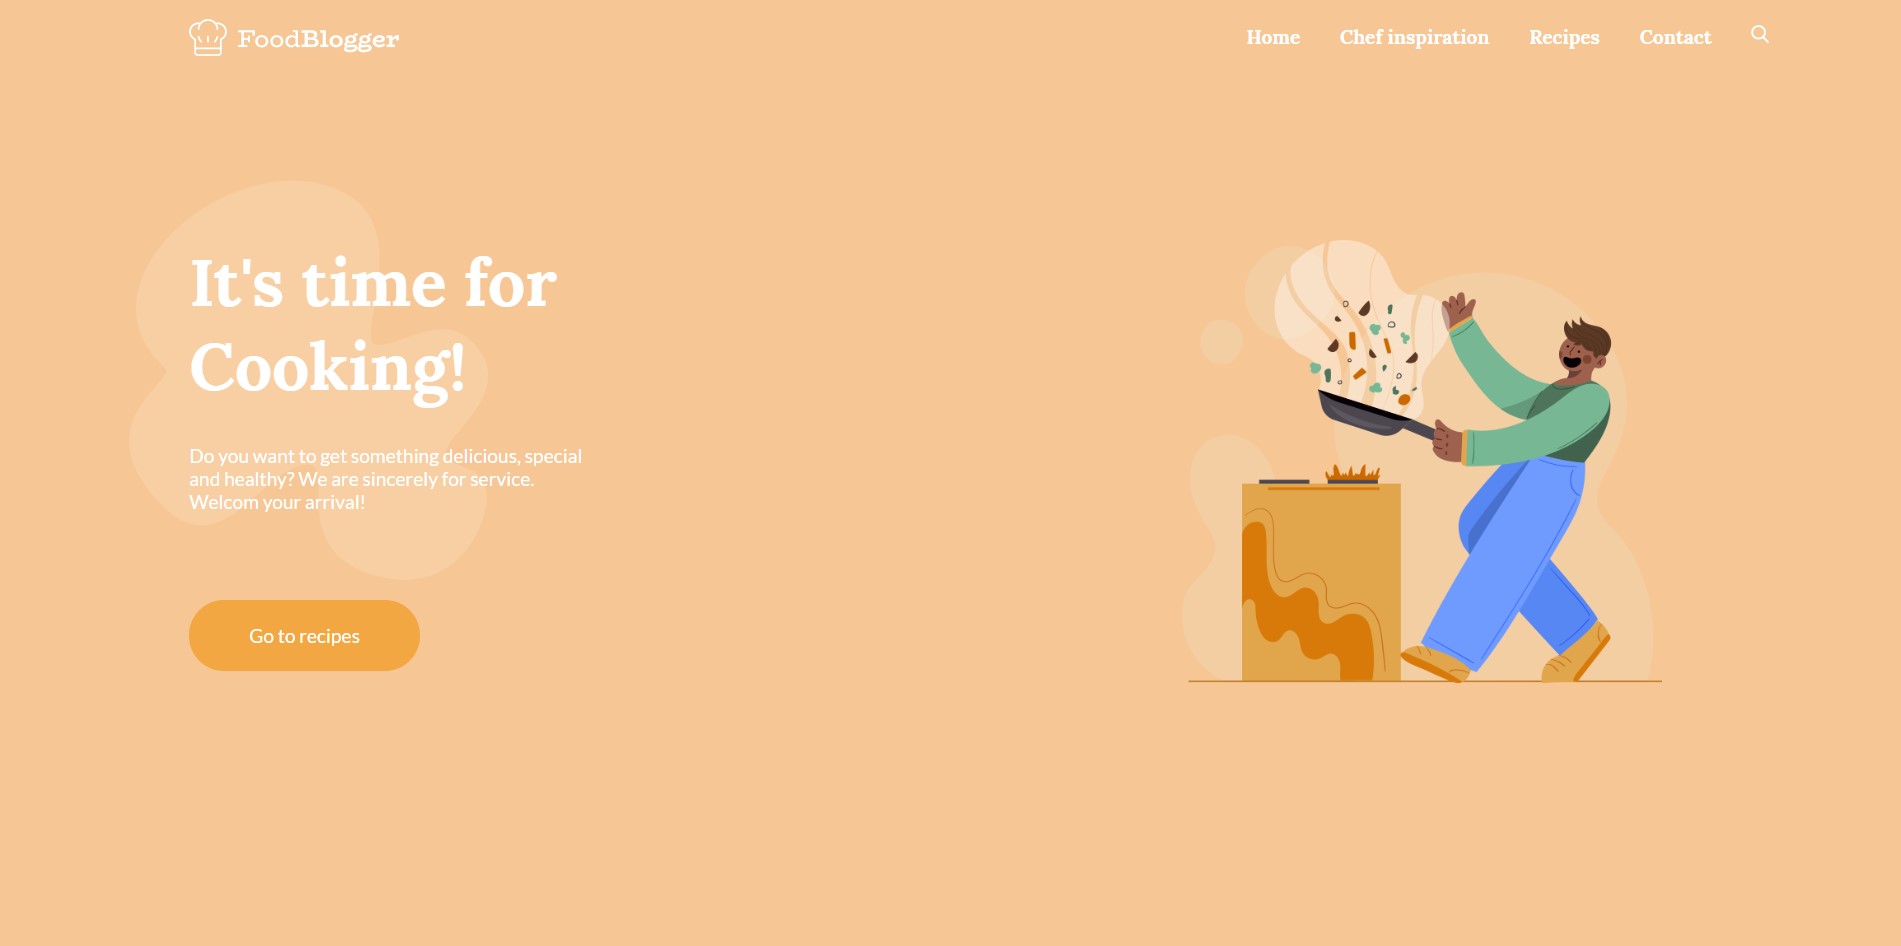 FoodBlogger
Home Chef inspiration Recipes Contact
It's time for
Cooking!
Do you want to get something delicious, special
and healthy? We are sincerely for service.
Welcom your arrival!
Go to recipes